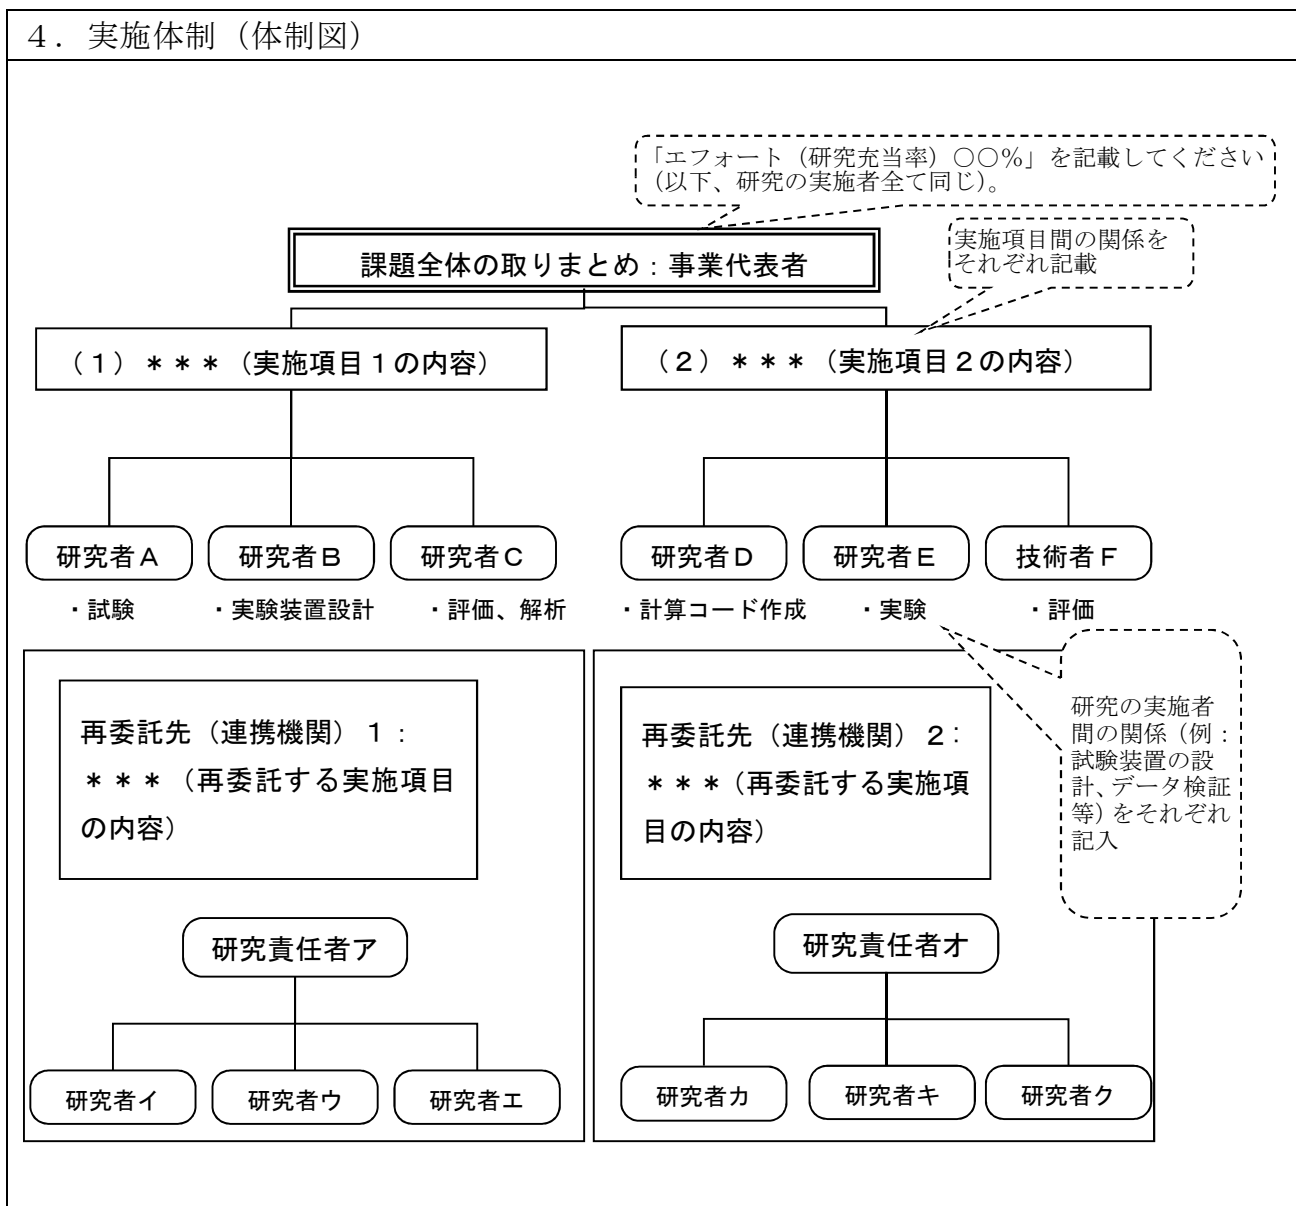 ４．実施体制（体制図）
「エフォート（研究充当率）○○％」を記載してください
（以下、研究の実施者全て同じ）。
実施項目間の関係を
それぞれ記載
課題全体の取りまとめ：事業代表者
（１）＊＊＊（実施項目１の内容）
（２）＊＊＊（実施項目２の内容）
研究者Ａ
研究者Ｂ
研究者Ｃ
研究者Ｄ
研究者Ｅ
技術者Ｆ
・試験
・実験装置設計
・評価、解析
・計算コード作成
・実験
・評価
再委託先（連携機関）１：
＊＊＊（再委託する実施項目
の内容）
再委託先（連携機関）２：
＊＊＊（再委託する実施項
目の内容）
研究の実施者
間の関係（例：
試験装置の設
計、データ検証
等）をそれぞれ
記入
研究責任者ア
研究責任者オ
研究者イ
研究者ウ
研究者エ
研究者カ
研究者キ
研究者ク